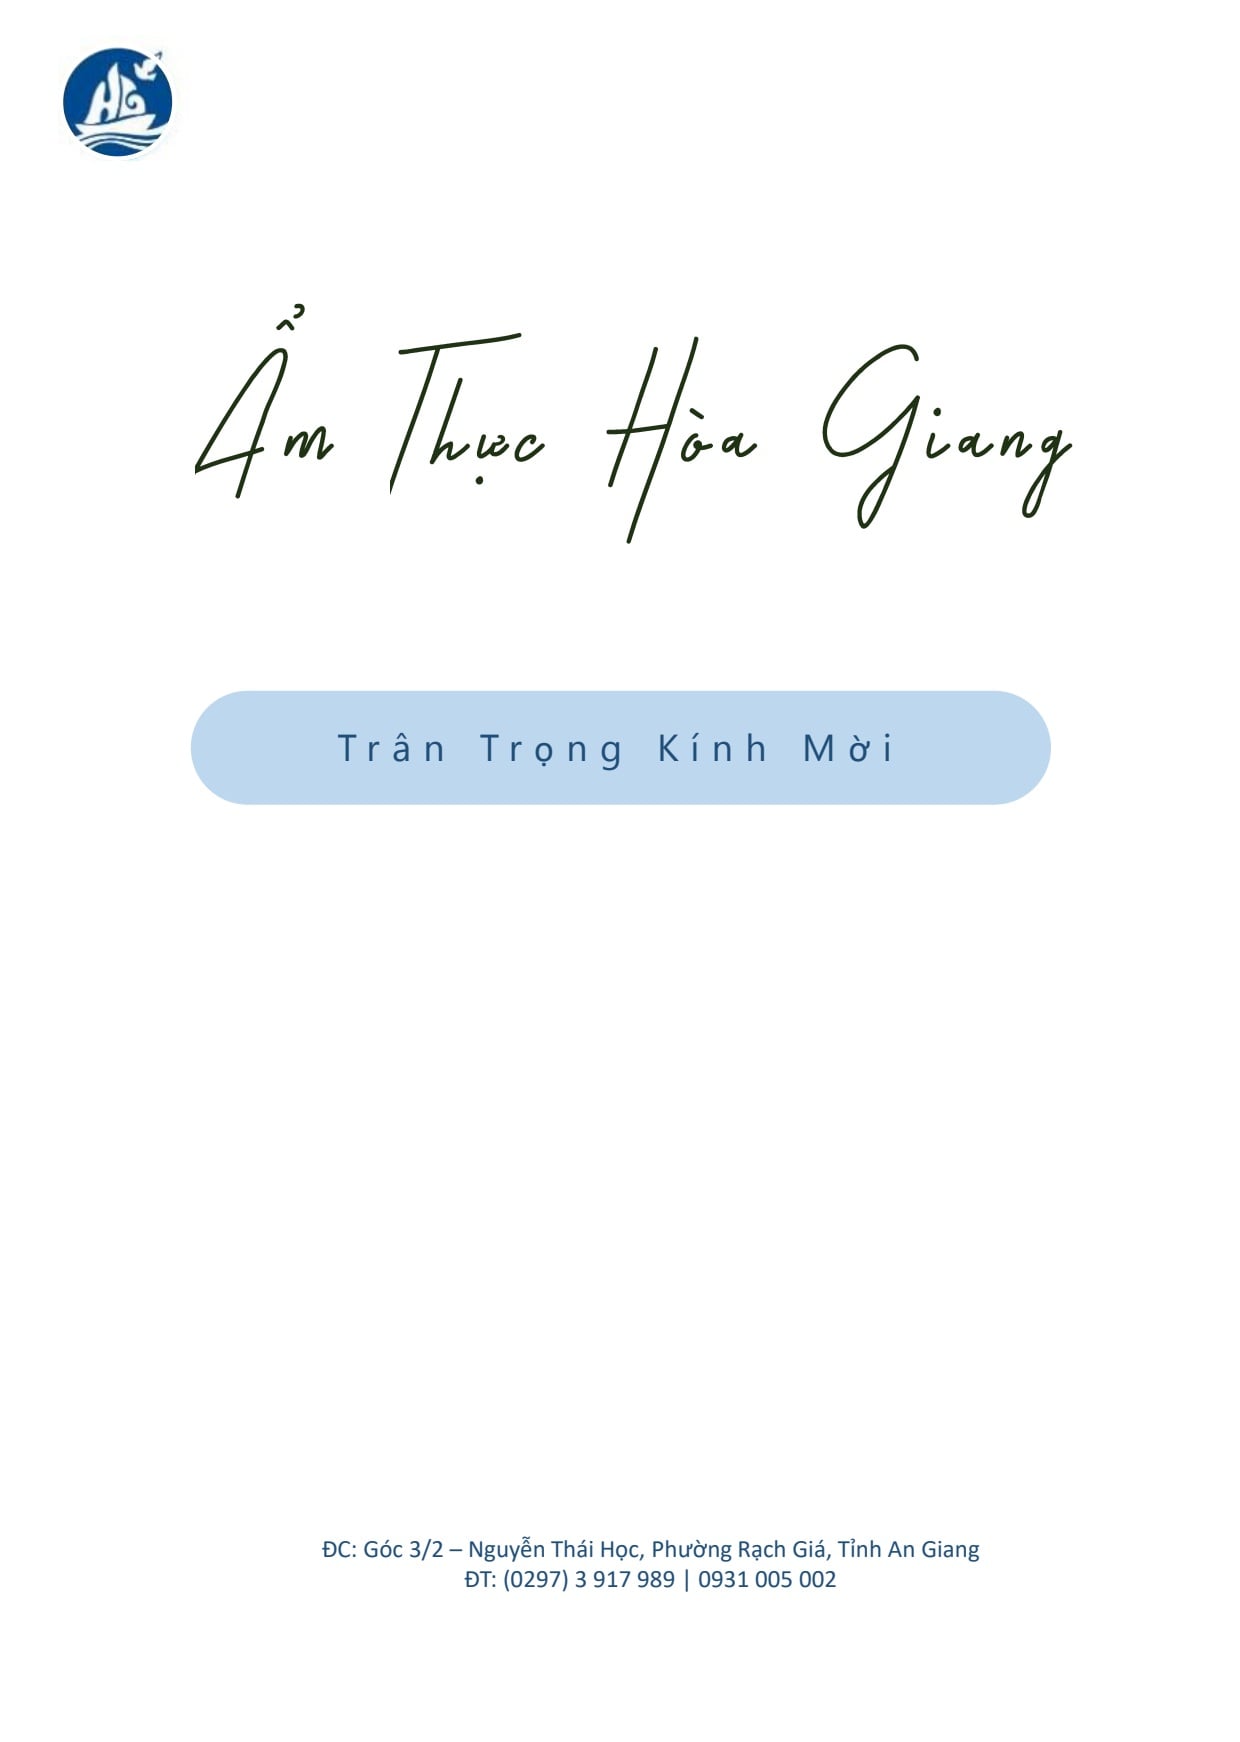 HG
Ẩm Thực Hòa Giang
Trân Trọng Kính Mời
ĐC: Góc 3/2 – Nguyễn Thái Học, Phường Rạch Giá, Tỉnh An Giang
ĐT: (0297) 3 917 989 | 0931 005 002